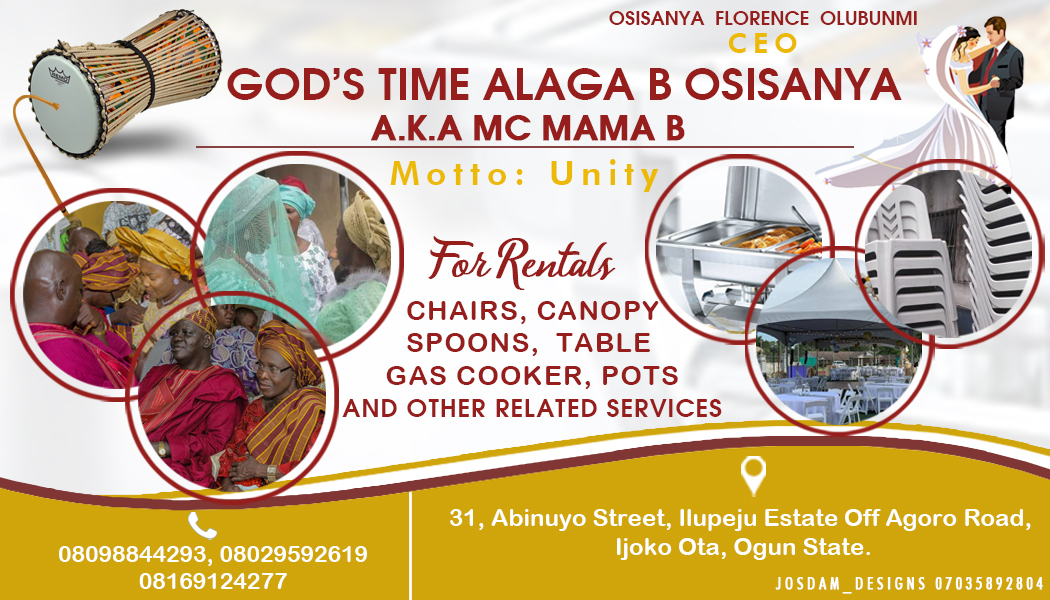 OSISANYA FLORENCE OLUBUNMI
CEO
GOD'S TIME ALAGA B OSISANYA
A.K.A MC MAMA B
Motto: Unity
REMO
For Rentals
CHAIRS, CANOPY
SPOONS, TABLE
GAS COOKER, POTS
AND OTHER RELATED SERVICES
08098844293, 08029592619
08169124277
31, Abinuyo Street, Ilupeju Estate Off Agoro Road,
Ijoko Ota, Ogun State.
JOSDAM_DESIGNS 07035892804